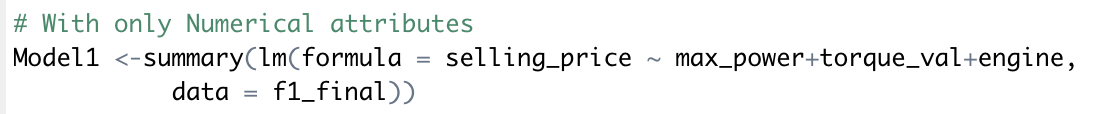 # With only Numerical attributes
Model1 <-summary(lm(formula = selling_price ~ max_power+torque_val+engine,
data = f1_final))